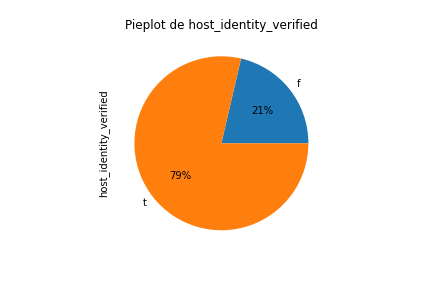 Pieplot de host_identity_verified
f
21%
host_identity_verified
79%
t